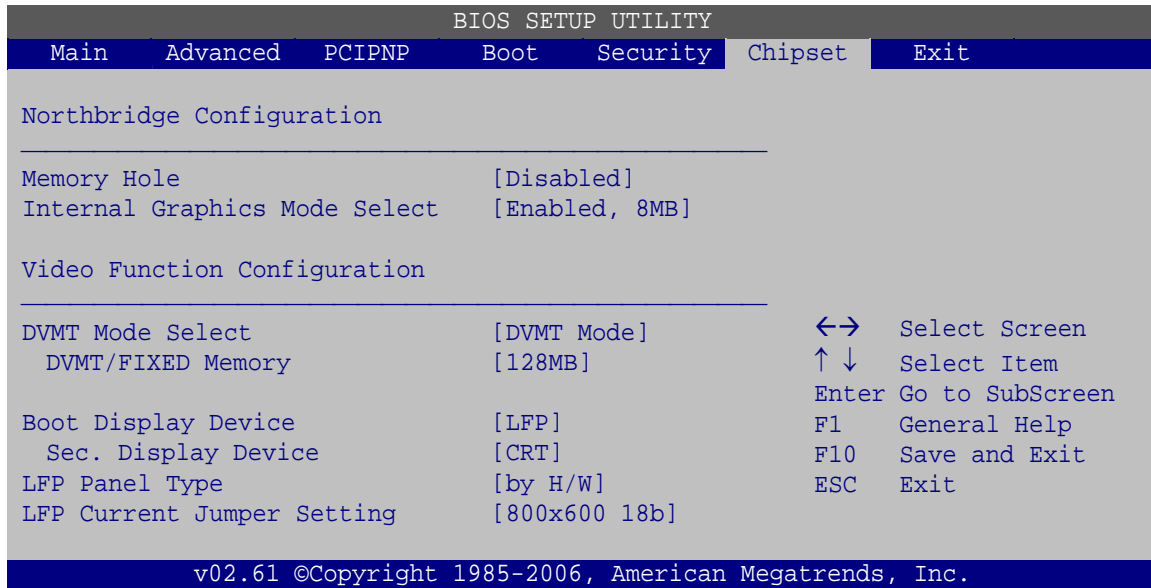 BIOS SETUP UTILITY
Main Advanced PCIPNP Boot Security Chipset Exit
Northbridge Configuration
Memory Hole [Disabled]
Internal Graphics Mode Select [Enabled, 8MB]
Video Function Configuration
DVMT Mode Select [DVMT Mode]
DVMT/FIXED Memory [128MB]
Boot Display Device [LFP]
Sec. Display Device [CRT]
LFP Panel Type [by H/W]
LFP Current Jumper Setting [800x600 18b]
←→ Select Screen
↑↓ Select Item
Enter Go to SubScreen
F1 General Help
F10 Save and Exit
ESC Exit
v02.61 ©Copyright 1985-2006, American Megatrends, Inc.